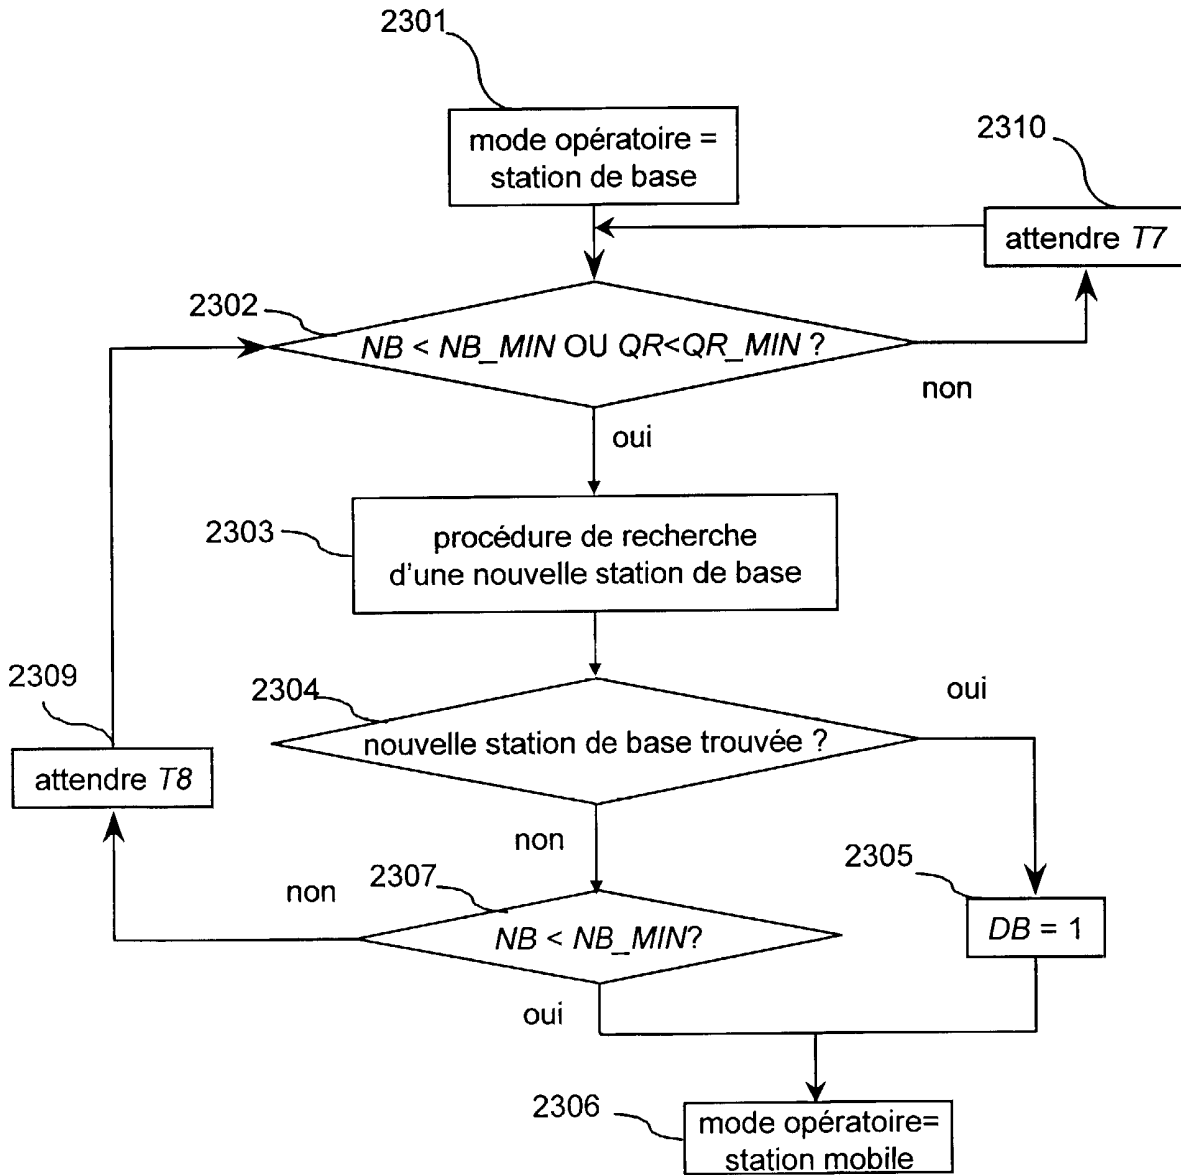 2301
mode opératoire =
station de base
2310
attendre T7
2302
NB < NB_MIN OU QR<QR_MIN ?
non
oui
2303
procédure de recherche
d'une nouvelle station de base
2309
2304
oui
nouvelle station de base trouvée ?
attendre T8
non
2305
2307
non
NB < NB_MIN?
DB = 1
oui
2306
mode opératoire=
station mobile